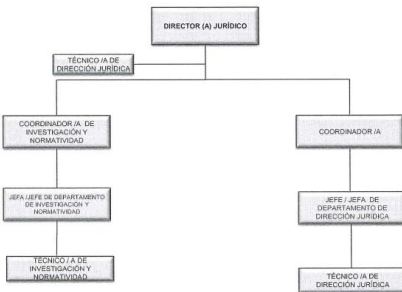 DIRECTOR (A) JURÍDICO
TÉCNICO /A DE
DIRECCIÓN JURÍDICA
COORDINADOR /A DE
INVESTIGACIÓN Y
NORMATIVIDAD
COORDINADOR /A
JEFA /JEFE DE DEPARTAMENTO
DE INVESTIGACIÓN Y
NORMATIVIDAD
JEFE / JEFA DE
DEPARTAMENTO DE
DIRECCIÓN JURÍDICA
TÉCNICO / A DE
INVESTIGACIÓN Y
NORMATIVIDAD
TÉCNICO /A DE
DIRECCIÓN JURÍDICA